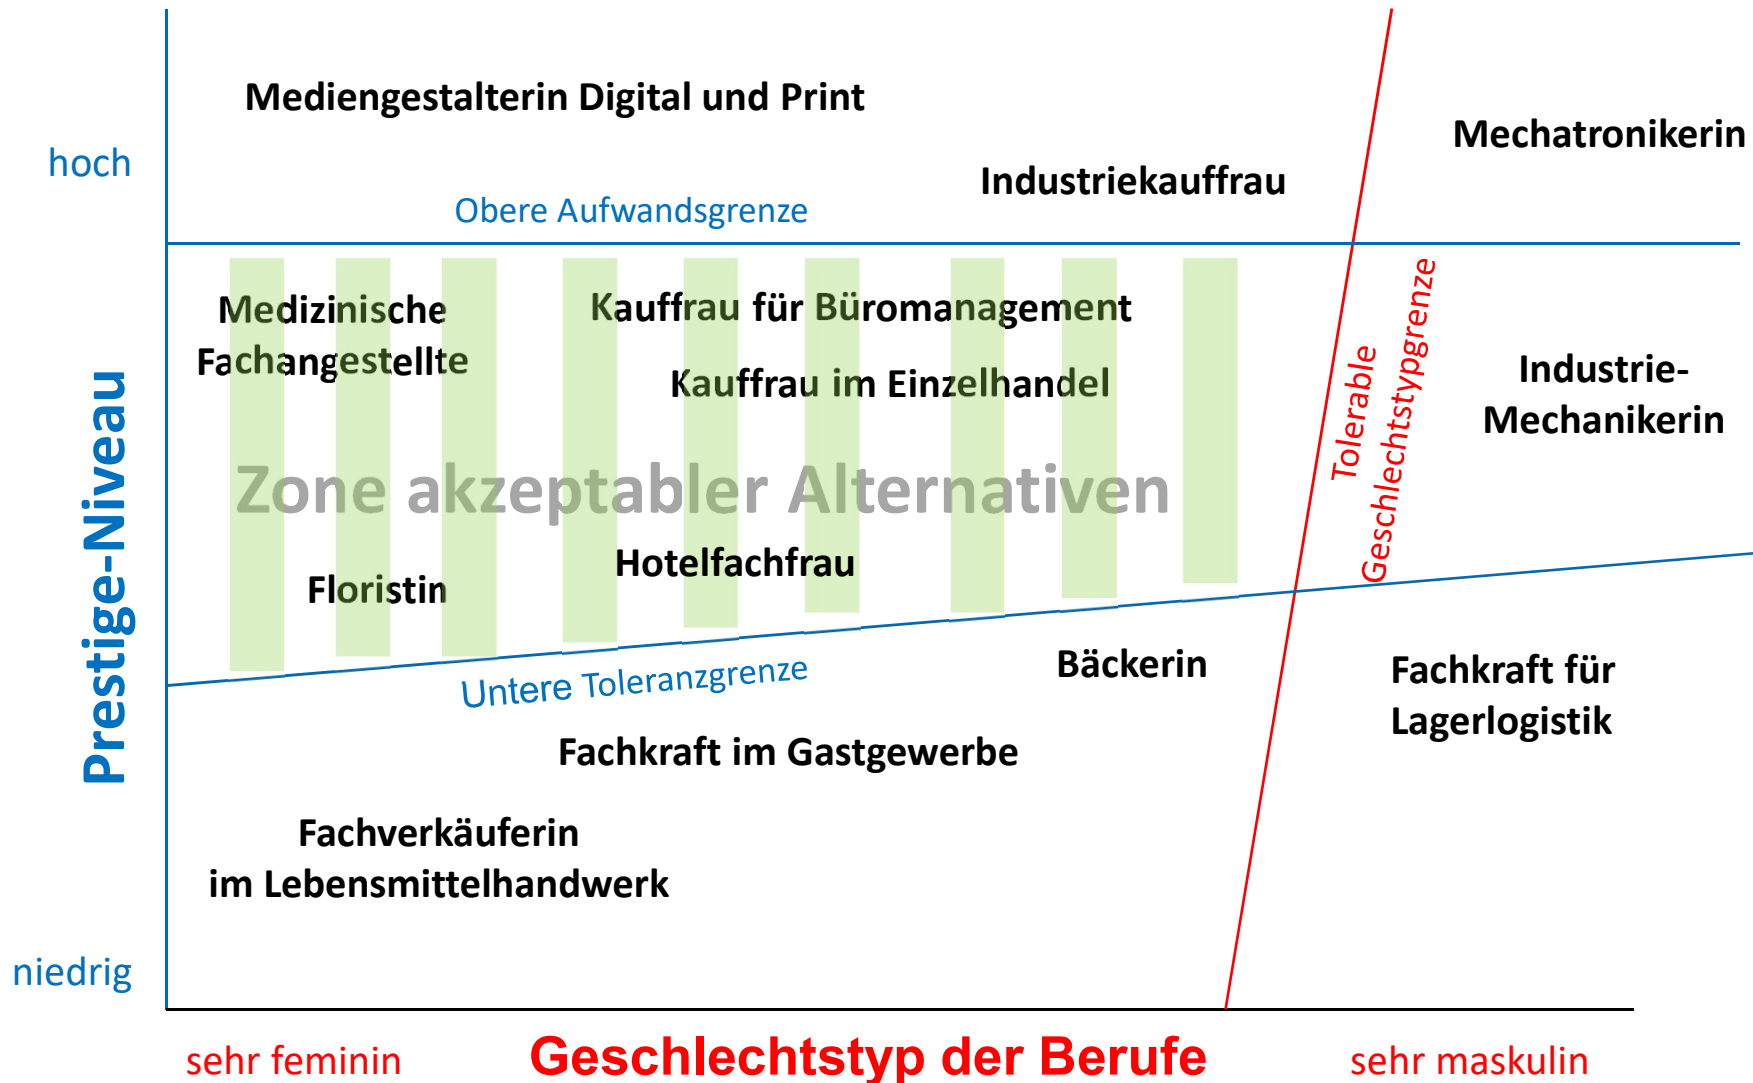 Mediengestalterin Digital und Print
Mechatronikerin
hoch
Industriekauffrau
Obere Aufwandsgrenze
Medizinische
Fachangestellte
Kauffrau für Büromanagement
Kauffrau im Einzelhandel
Tolerable
Geschlechtstypgrenze
Industrie-
Mechanikerin
Prestige-Niveau
Zone akzeptabler Alternativen
Hotelfachfrau
Floristin
Untere Toleranzgrenze
Bäckerin
Fachkraft für
Lagerlogistik
Fachkraft im Gastgewerbe
Fachverkäuferin
im Lebensmittelhandwerk
niedrig
sehr feminin
Geschlechtstyp der Berufe
sehr maskulin